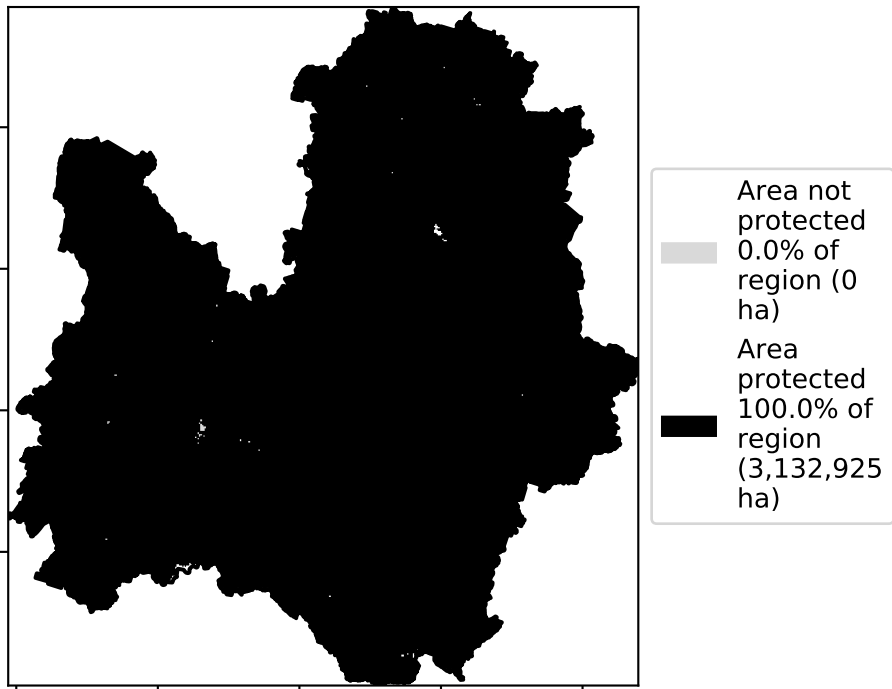 Area not
protected
0.0% of
region (0
ha)
Area
protected
100.0% of
region
(3,132,925
ha)